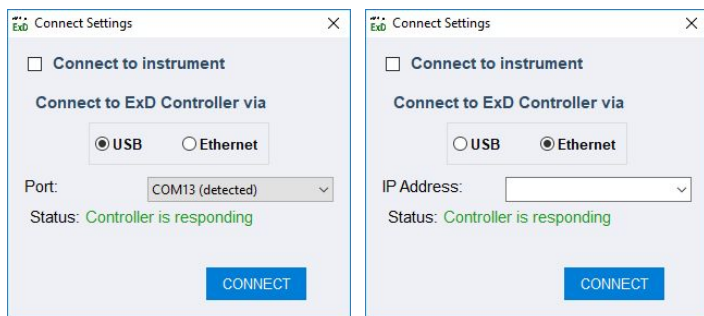 ExD Connect Settings
Connect to instrument
Connect to ExD Controller via
USB Ethernet
Port: COM13 (detected)
Status: Controller is responding
CONNECT
ExD Connect Settings
Connect to instrument
Connect to ExD Controller via
USB Ethernet
IP Address:
Status: Controller is responding
CONNECT